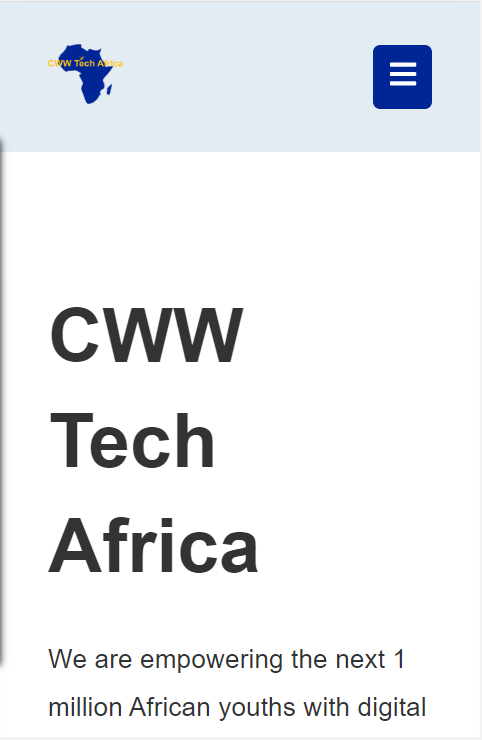 CWW Tech Africa
CWW
Tech
Africa
We are empowering the next 1
million African youths with digital